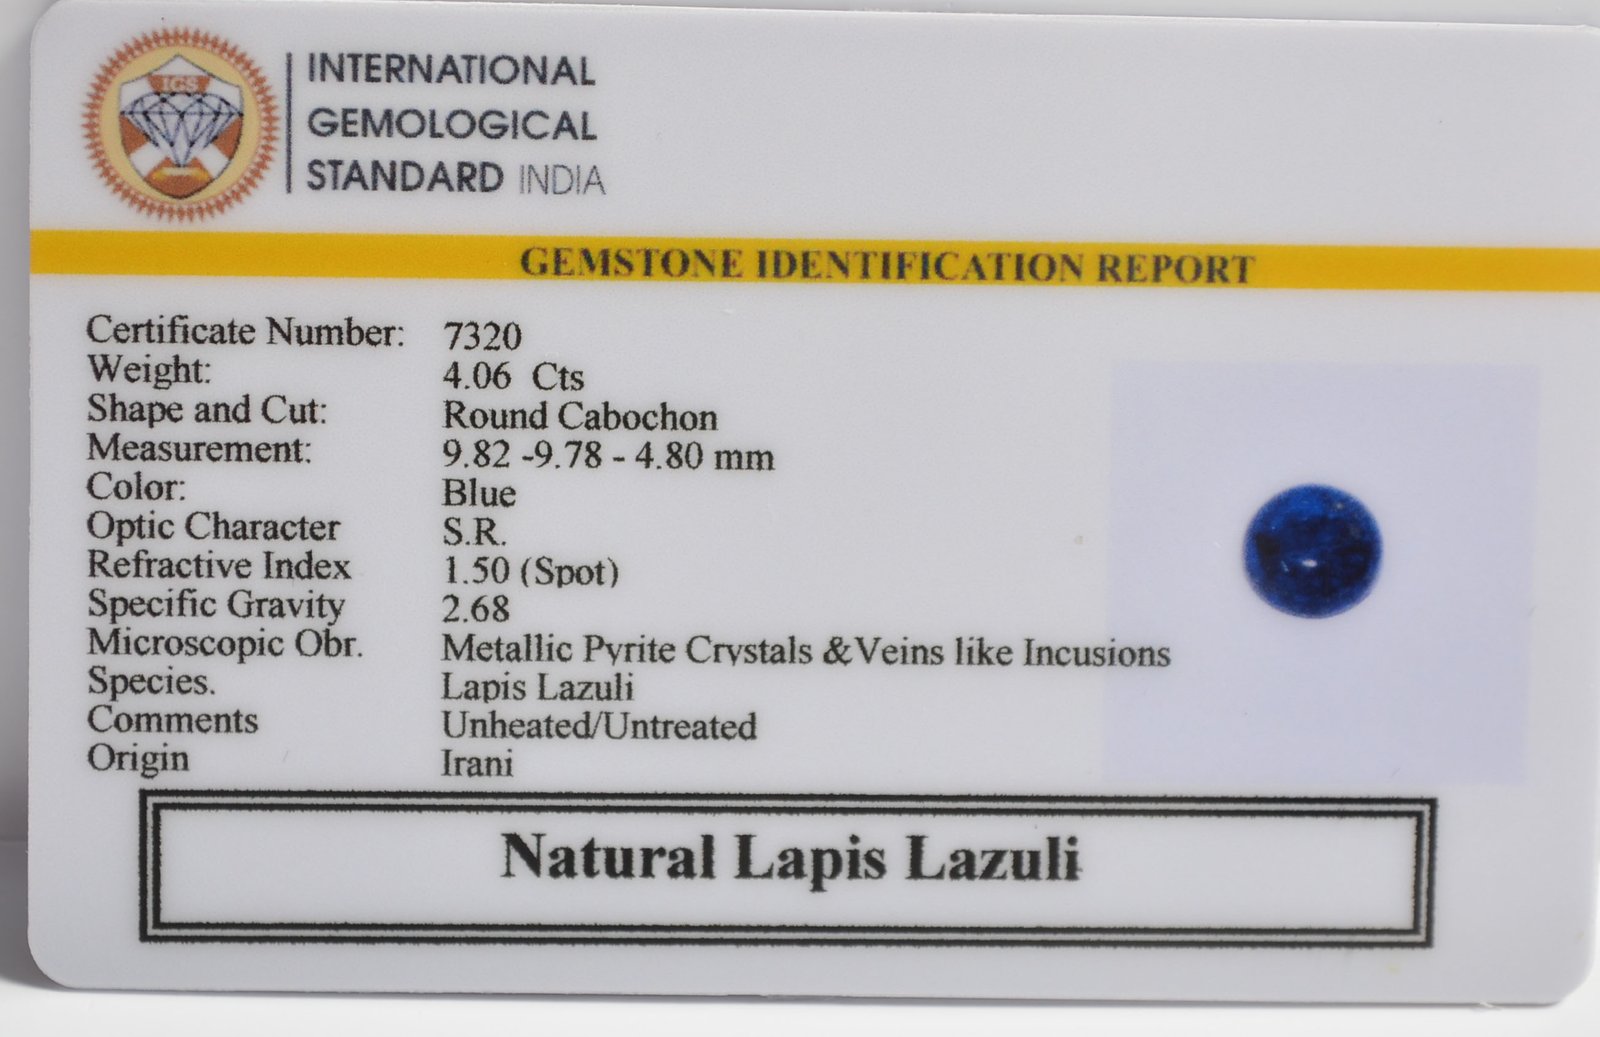 IGS
INTERNATIONAL
GEMOLOGICAL
STANDARD INDIA
GEMSTONE IDENTIFICATION REPORT
Certificate Number: 7320
Weight: 4.06 Cts
Shape and Cut: Round Cabochon
Measurement: 9.82 -9.78 - 4.80 mm
Color: Blue
Optic Character S.R.
Refractive Index 1.50 (Spot)
Specific Gravity 2.68
Microscopic Obr. Metallic Pyrite Crystals &Veins like Incusions
Species. Lapis Lazuli
Comments Unheated/Untreated
Origin Irani
Natural Lapis Lazuli